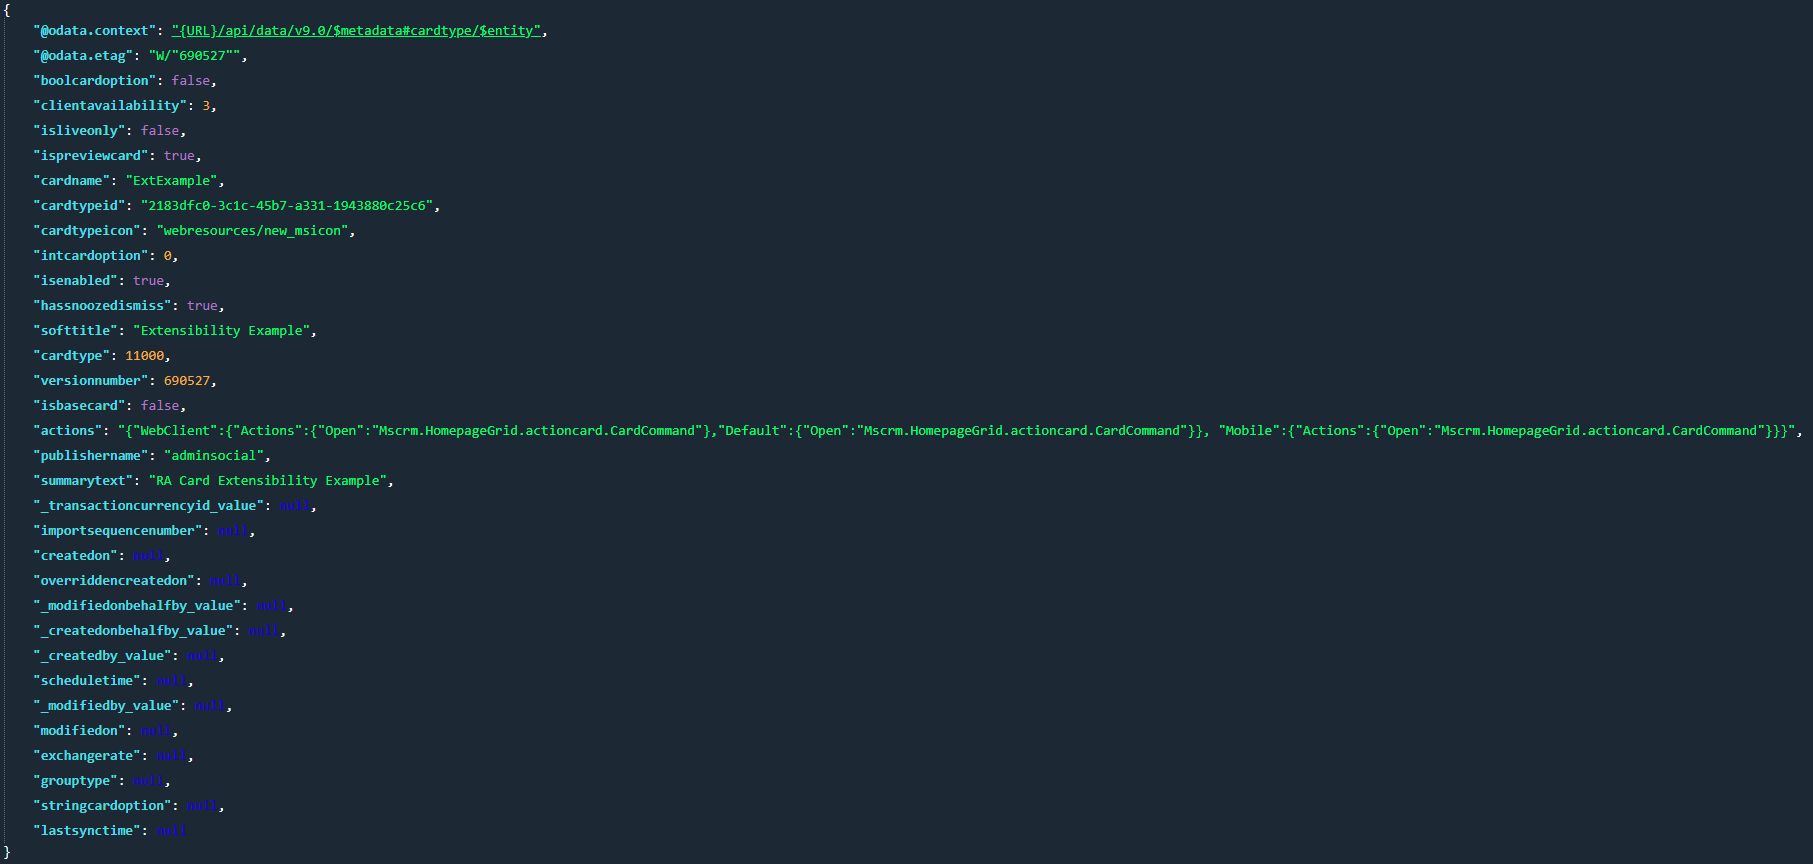 {
"@odata.context": "{URL}/api/data/v9.0/$metadata#cardtype/$entity",
"@odata.etag": "W/"690527"",
"boolcardoption": false,
"clientavailability": 3,
"isliveonly": false,
"ispreviewcard": true,
"cardname": "ExtExample",
"cardtypeid": "2183dfc0-3c1c-45b7-a331-1943880c25c6",
"cardtypeicon": "webresources/new_msicon",
"intcardoption": 0,
"isenabled": true,
"hassnoozedismiss": true,
"softtitle": "Extensibility Example",
"cardtype": 11000,
"versionnumber": 690527,
"isbasecard": false,
"actions": "{"WebClient":{"Actions":{"Open":"Mscrm.HomepageGrid.actioncard.CardCommand"},"Default":{"Open":"Mscrm.HomepageGrid.actioncard.CardCommand"}}, "Mobile":{"Actions":{"Open":"Mscrm.HomepageGrid.actioncard.CardCommand"}}}",
"publishername": "adminsocial",
"summarytext": "RA Card Extensibility Example",
"_transactioncurrencyid_value": null,
"importsequencenumber": null,
"createdon": null,
"overriddencreatedon": null,
"_modifiedonbehalfby_value": null,
"_createdonbehalfby_value": null,
"_createdby_value": null,
"scheduletime": null,
"_modifiedby_value": null,
"modifiedon": null,
"exchangerate": null,
"grouptype": null,
"stringcardoption": null,
"lastsynctime": null
}